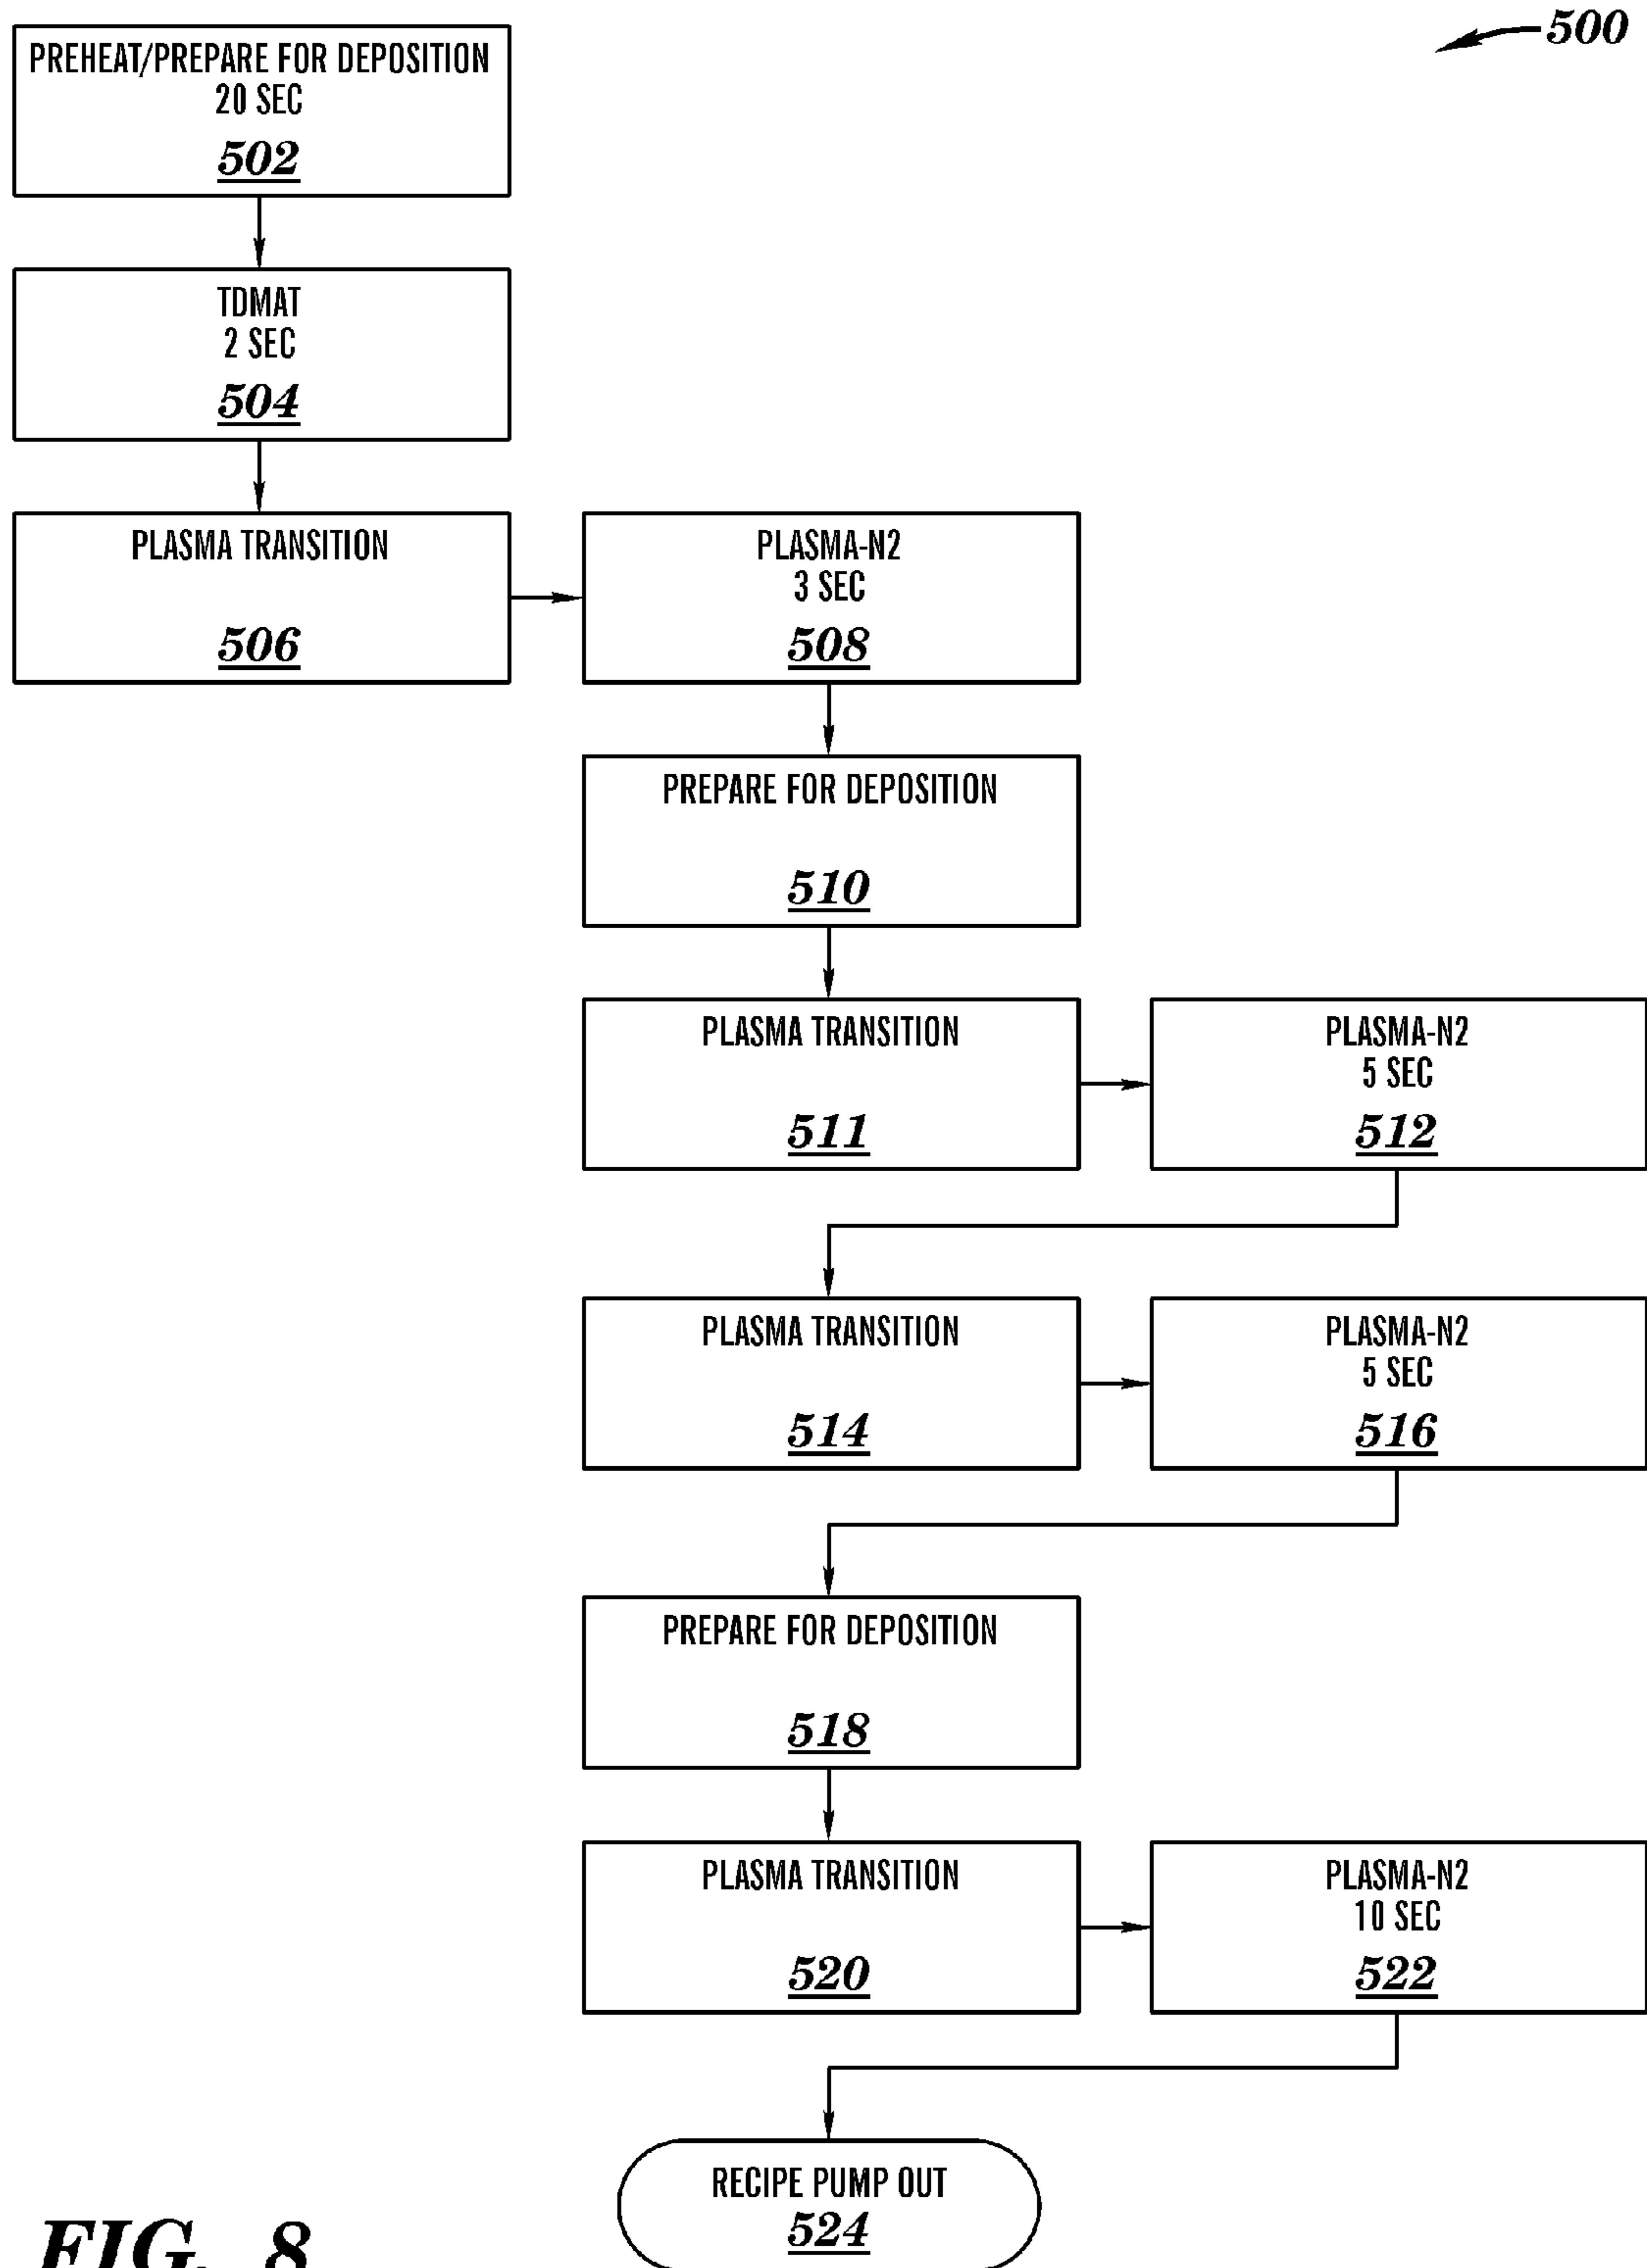 500
PREHEAT/PREPARE FOR DEPOSITION
20 SEC
502
TDMAT
2 SEC
504
PLASMA TRANSITION
506
PLASMA-N2
3 SEC
508
PREPARE FOR DEPOSITION
510
PLASMA TRANSITION
511
PLASMA-N2
5 SEC
512
PLASMA TRANSITION
514
PLASMA-N2
5 SEC
516
PREPARE FOR DEPOSITION
518
PLASMA TRANSITION
520
PLASMA-N2
10 SEC
522
RECIPE PUMP OUT
524
FIG. 8